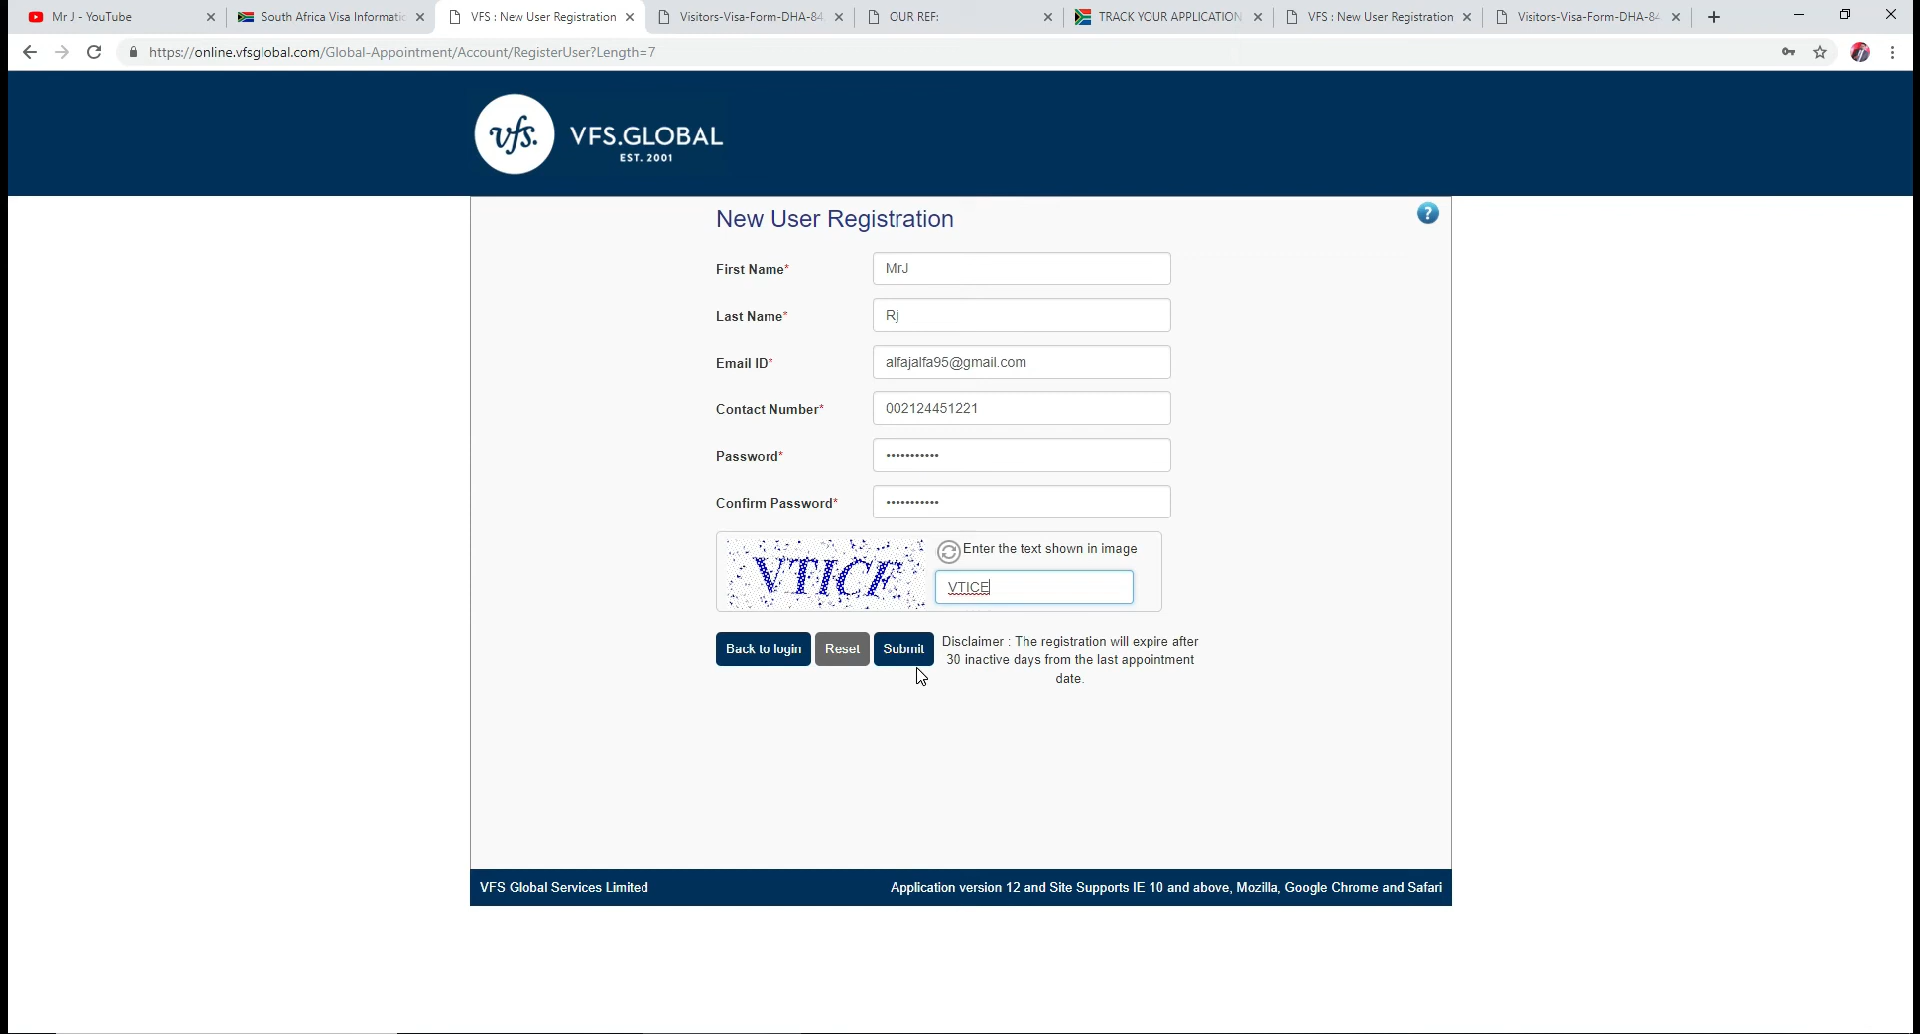 Mr J - YouTube
South Africa Visa Informatic
VFS : New User Registration
Visitors-Visa-Form-DHA-84
OUR REF:
TRACK YOUR APPLICATION
VFS : New User Registration
Visitors-Visa-Form-DHA-84
https://online.vfsglobal.com/Global-Appointment/Account/RegisterUser?Length=7
vfs.
VFS.GLOBAL
EST. 2001
New User Registration
?
First Name*
MrJ
Last Name*
Rj
Email ID*
alfajalfa95@gmail.com
Contact Number*
002124451221
Password*
•••••••••••
Confirm Password*
•••••••••••
Enter the text shown in image
VTICE
Back to login
Reset
Submit
Disclaimer : The registration will expire after
30 inactive days from the last appointment
date.
VFS Global Services Limited
Application version 12 and Site Supports IE 10 and above, Mozilla, Google Chrome and Safari